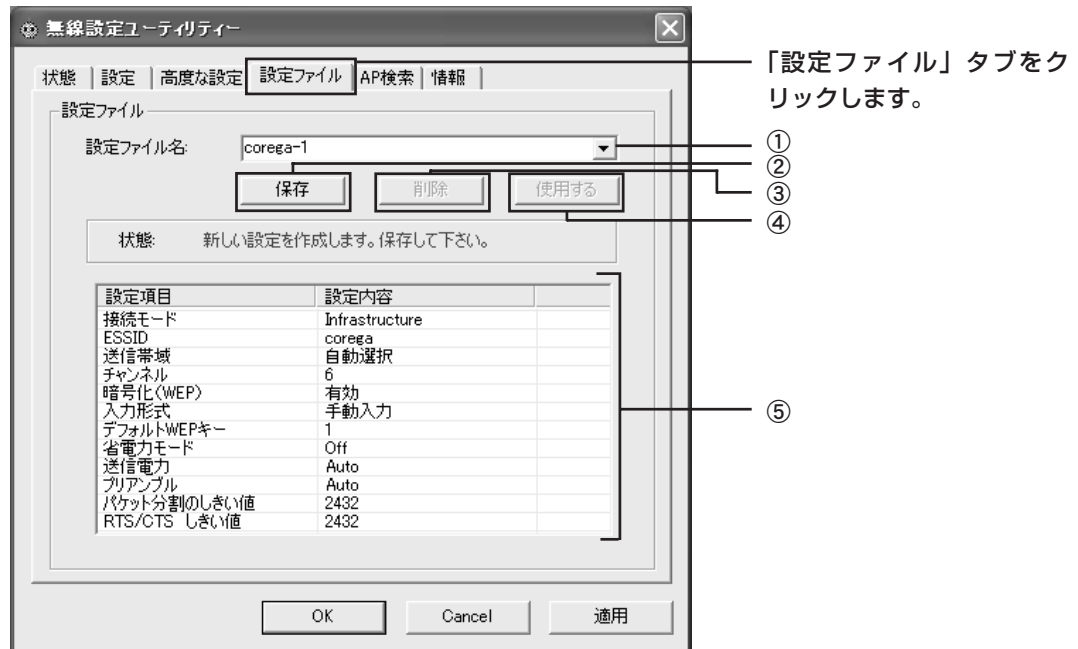 無線設定ユーティリティー
状態 設定 高度な設定 設定ファイル AP検索 情報
「設定ファイル」タブをク
リックします。
設定ファイル
設定ファイル名: corega-1
①
②
保存 削除 使用する
③
④
状態: 新しい設定を作成します。保存して下さい。
設定項目 設定内容
接続モード Infrastructure
ESSID corega
送信帯域 自動選択
チャンネル 6
暗号化(WEP) 有効
入力形式 手動入力
デフォルトWEPキー 1
省電力モード Off
送信電力 Auto
プリアンブル Auto
パケット分割のしきい値 2432
RTS/CTS しきい値 2432
⑤
OK Cancel 適用